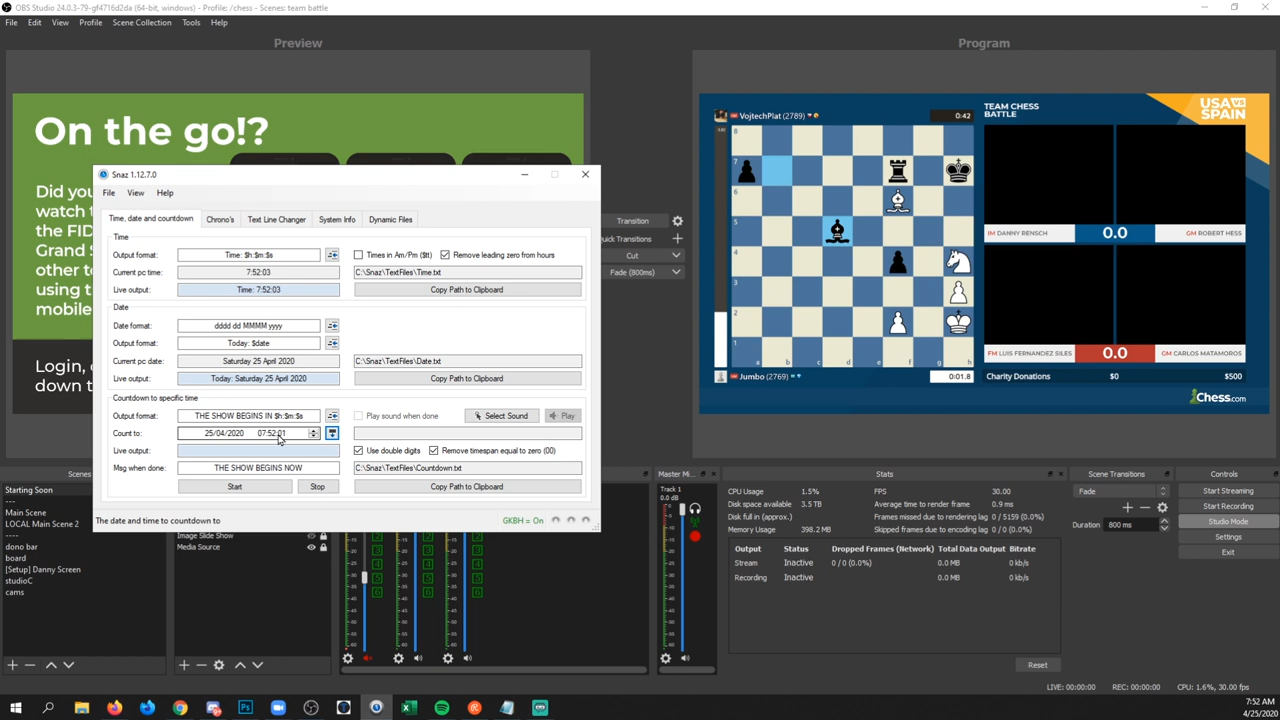 OBS Studio 24.0.3-79-gf4716d2da (64-bit, windows) - Profile: /chess - Scenes: team battle
File Edit View Profile Scene Collection Tools Help
Preview
Program
On the go!?
Did you
watch t
the FID
Grand S
other to
using t
mobile
Login,
down t
Snaz 1.12.7.0
File View Help
Time, date and countdown Chrono's Text Line Changer System Info Dynamic Files
Time
Output format: Time: $h:$m:$s Times in Am/Pm ($tt) Remove leading zero from hours
Current pc time: 7:52:03 C:\Snaz\TextFiles\Time.txt
Live output: Time: 7:52:03 Copy Path to Clipboard
Date
Date format: dddd dd MMMM yyyy
Output format: Today: $date
Current pc date: Saturday 25 April 2020 C:\Snaz\TextFiles\Date.txt
Live output: Today: Saturday 25 April 2020 Copy Path to Clipboard
Countdown to specific time
Output format: THE SHOW BEGINS IN $h:$m:$s Play sound when done Select Sound Play
Count to: 25/04/2020 07:52:01
Live output: Use double digits Remove timespan equal to zero (00)
Msg when done: THE SHOW BEGINS NOW C:\Snaz\TextFiles\Countdown.txt
Start Stop Copy Path to Clipboard
The date and time to countdown to GKBH = On
Transition
Quick Transitions
Cut
Fade (800ms)
VojtechPlat (2789) 0:42
8
7
6
5
4
3
2
1
a b c d e f g h
Jumbo (2769) 0:01.8
TEAM CHESS
BATTLE
USA VS
SPAIN
IM DANNY RENSCH 0.0 GM ROBERT HESS
FM LUIS FERNANDEZ SILES 0.0 GM CARLOS MATAMOROS
Charity Donations $0 $500
Chess.com
Scenes
Starting Soon
---
Main Scene
LOCAL Main Scene 2
---
dono bar
board
[Setup] Danny Screen
studioC
cams
Image Slide Show
Media Source
Master Mi...
Track 1
0.0 dB
Stats
CPU Usage 1.5%
Disk space available 3.5 TB
Disk full in (approx.)
Memory Usage 398.2 MB
FPS 30.00
Average time to render frame 0.9 ms
Frames missed due to rendering lag 0 / 5159 (0.0%)
Skipped frames due to encoding lag 0 / 0 (0.0%)
Output Status Dropped Frames (Network) Total Data Output Bitrate
Stream Inactive 0 / 0 (0.0%) 0.0 MB 0 kb/s
Recording Inactive 0.0 MB 0 kb/s
Reset
Scene Transitions
Fade
Duration 800 ms
Controls
Start Streaming
Start Recording
Studio Mode
Settings
Exit
LIVE: 00:00:00 REC: 00:00:00 CPU: 1.6%, 30.00 fps
7:52 AM
4/25/2020